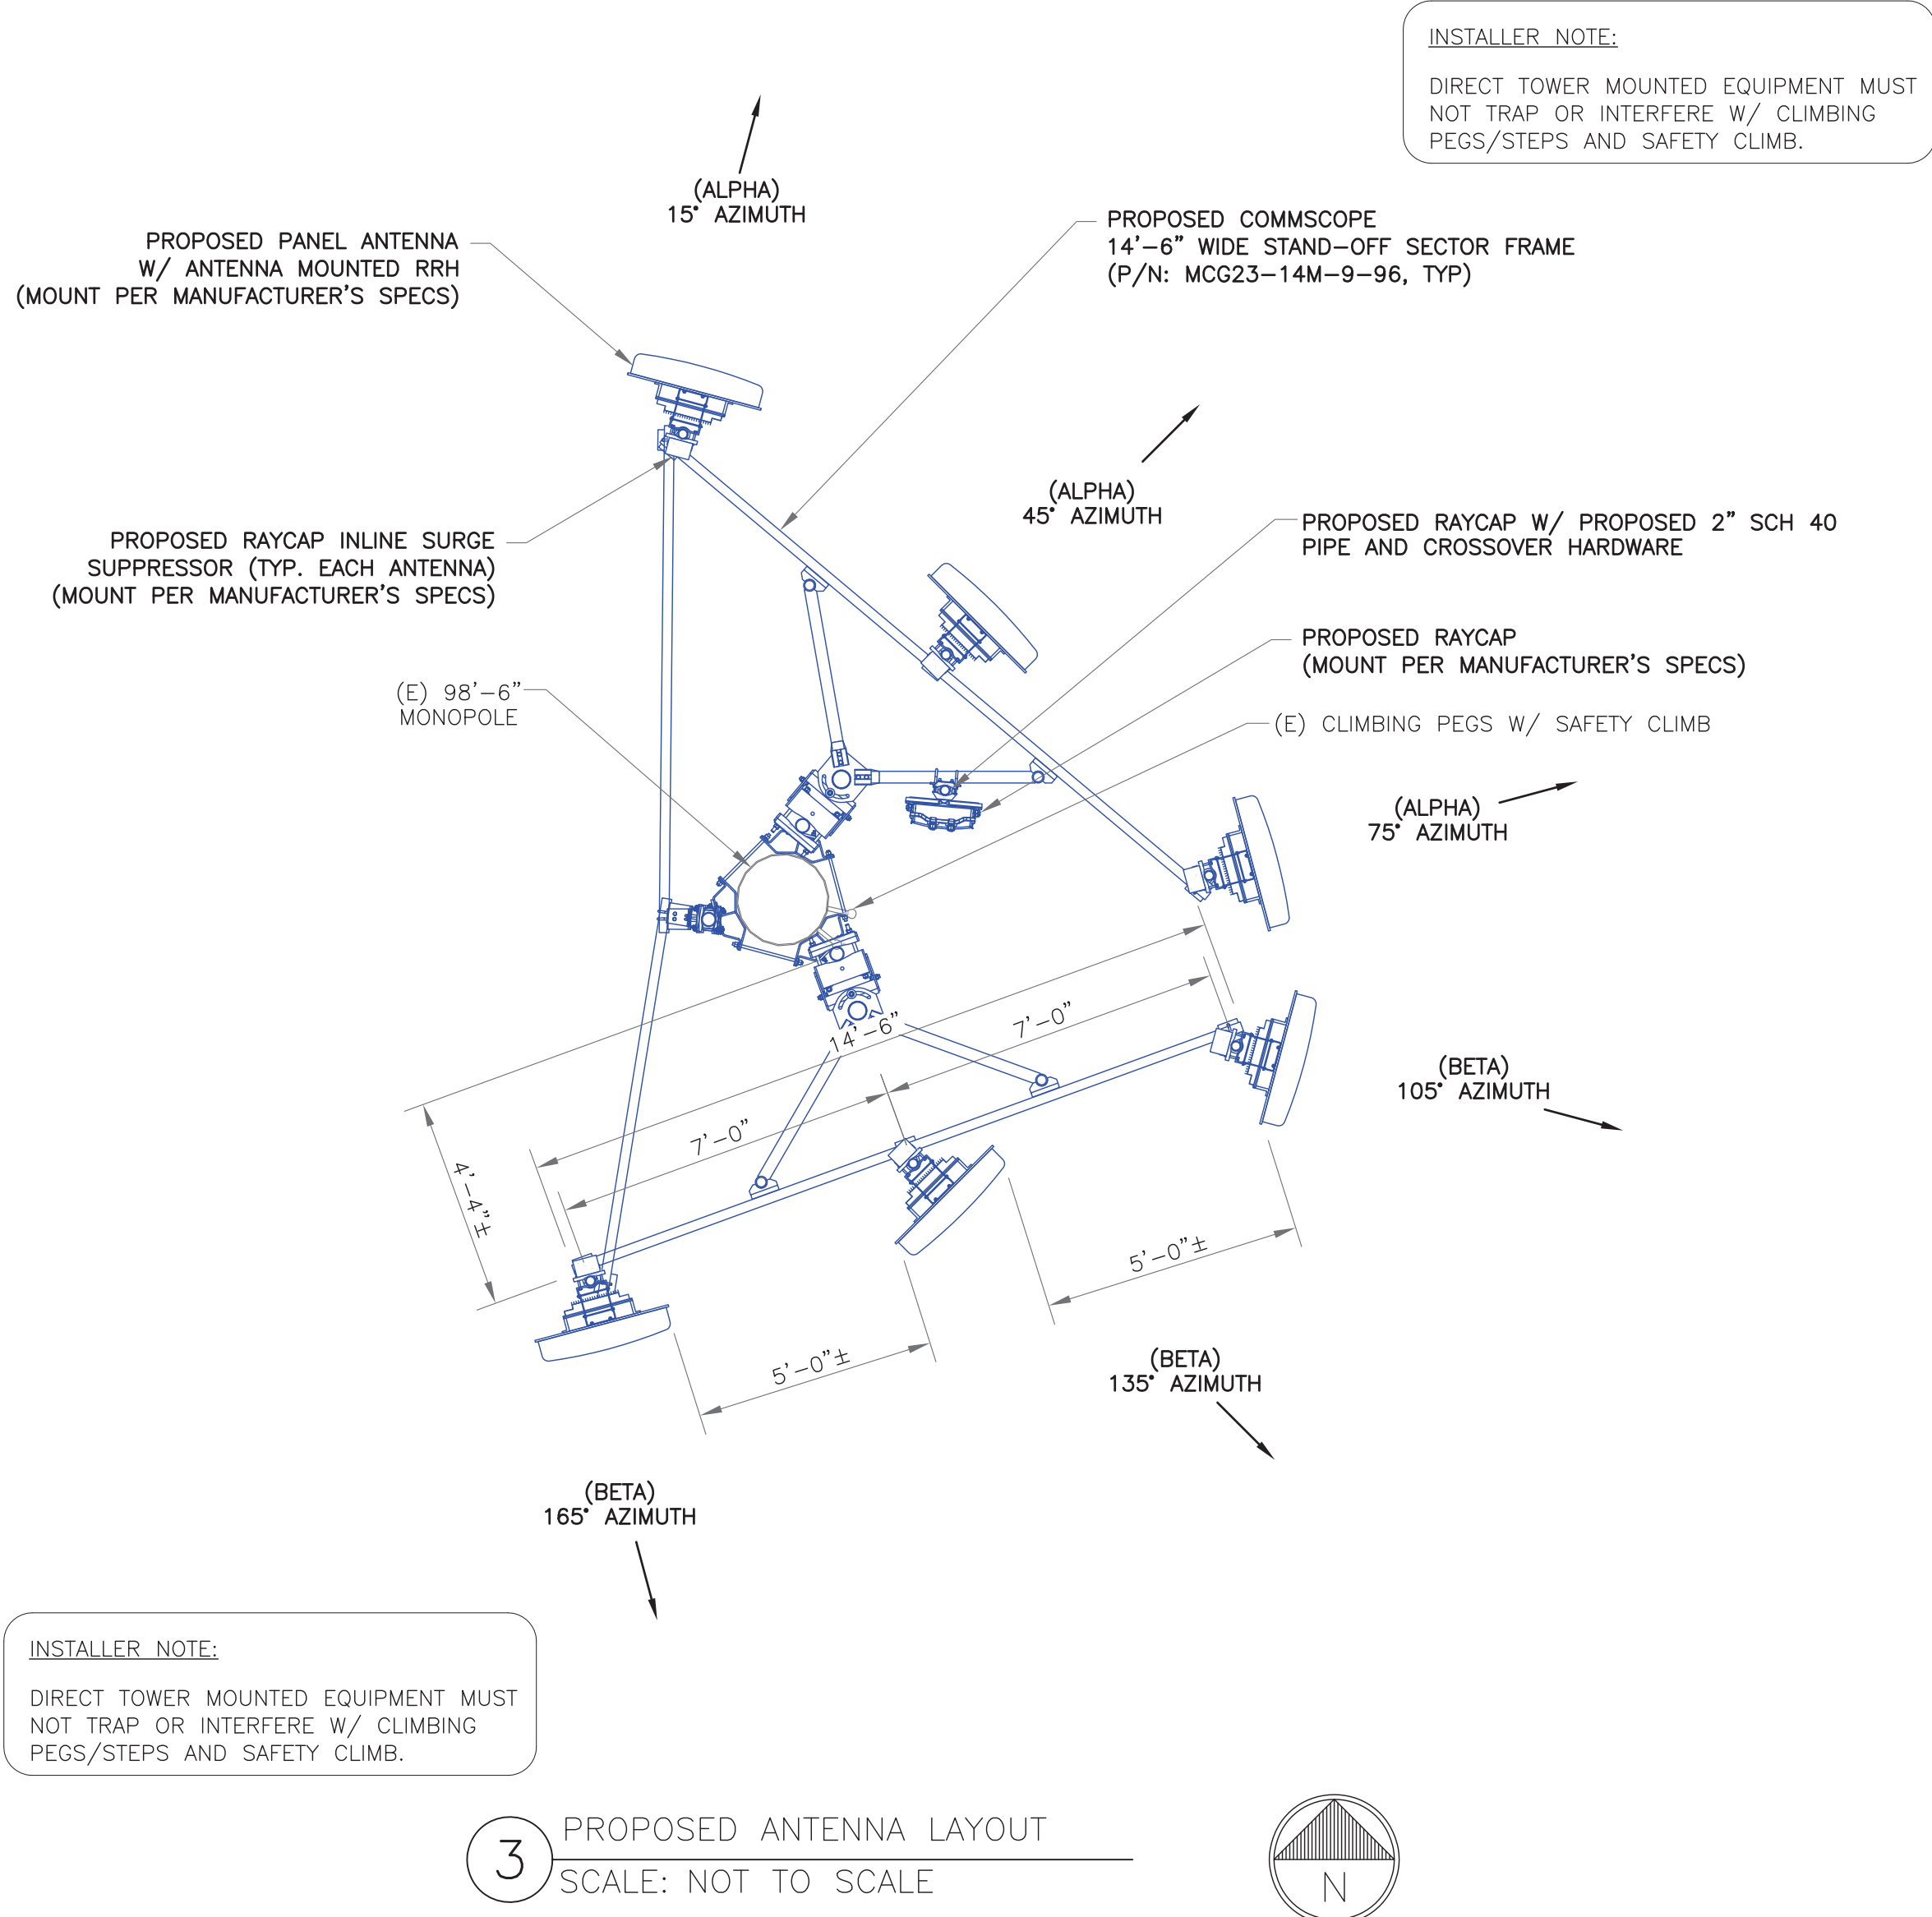 INSTALLER NOTE:
DIRECT TOWER MOUNTED EQUIPMENT MUST
NOT TRAP OR INTERFERE W/ CLIMBING
PEGS/STEPS AND SAFETY CLIMB.
(ALPHA)
15° AZIMUTH
PROPOSED PANEL ANTENNA
W/ ANTENNA MOUNTED RRH
(MOUNT PER MANUFACTURER'S SPECS)
PROPOSED COMMSCOPE
14'-6" WIDE STAND-OFF SECTOR FRAME
(P/N: MCG23-14M-9-96, TYP)
(ALPHA)
45° AZIMUTH
PROPOSED RAYCAP INLINE SURGE
SUPPRESSOR (TYP. EACH ANTENNA)
(MOUNT PER MANUFACTURER'S SPECS)
PROPOSED RAYCAP W/ PROPOSED 2" SCH 40
PIPE AND CROSSOVER HARDWARE
PROPOSED RAYCAP
(MOUNT PER MANUFACTURER'S SPECS)
(E) 98'-6"
MONOPOLE
(E) CLIMBING PEGS W/ SAFETY CLIMB
(ALPHA)
75° AZIMUTH
14'-6"
7'-0"
7'-0"
4'-4"±
(BETA)
105° AZIMUTH
5'-0"±
5'-0"±
(BETA)
135° AZIMUTH
(BETA)
165° AZIMUTH
INSTALLER NOTE:
DIRECT TOWER MOUNTED EQUIPMENT MUST
NOT TRAP OR INTERFERE W/ CLIMBING
PEGS/STEPS AND SAFETY CLIMB.
3
PROPOSED ANTENNA LAYOUT
SCALE: NOT TO SCALE
N